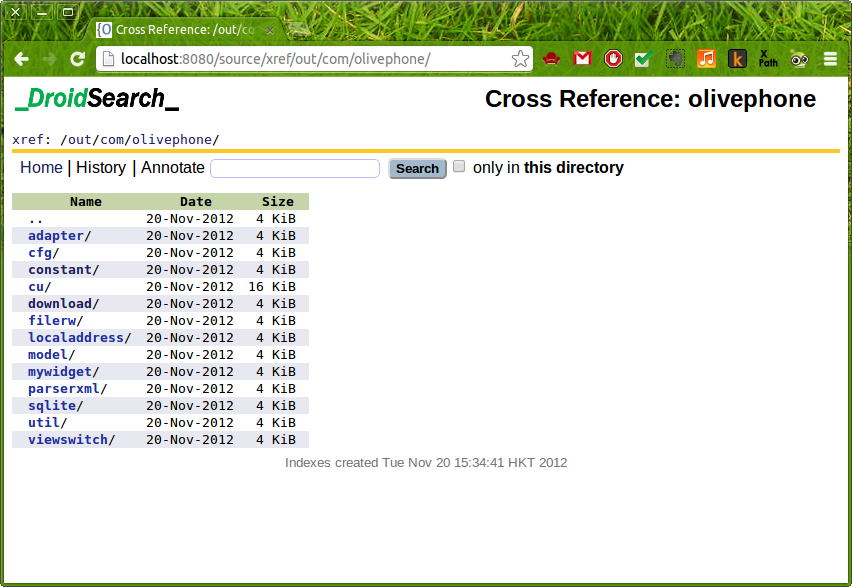 {O Cross Reference: /out/co
localhost:8080/source/xref/out/com/olivephone/
k
X
Path
_DroidSearch_
Cross Reference: olivephone
xref: /out/com/olivephone/
Home | History | Annotate Search only in this directory
Name Date Size
.. 20-Nov-2012 4 KiB
adapter/ 20-Nov-2012 4 KiB
cfg/ 20-Nov-2012 4 KiB
constant/ 20-Nov-2012 4 KiB
cu/ 20-Nov-2012 16 KiB
download/ 20-Nov-2012 4 KiB
filerw/ 20-Nov-2012 4 KiB
localaddress/ 20-Nov-2012 4 KiB
model/ 20-Nov-2012 4 KiB
mywidget/ 20-Nov-2012 4 KiB
parserxml/ 20-Nov-2012 4 KiB
sqlite/ 20-Nov-2012 4 KiB
util/ 20-Nov-2012 4 KiB
viewswitch/ 20-Nov-2012 4 KiB
Indexes created Tue Nov 20 15:34:41 HKT 2012